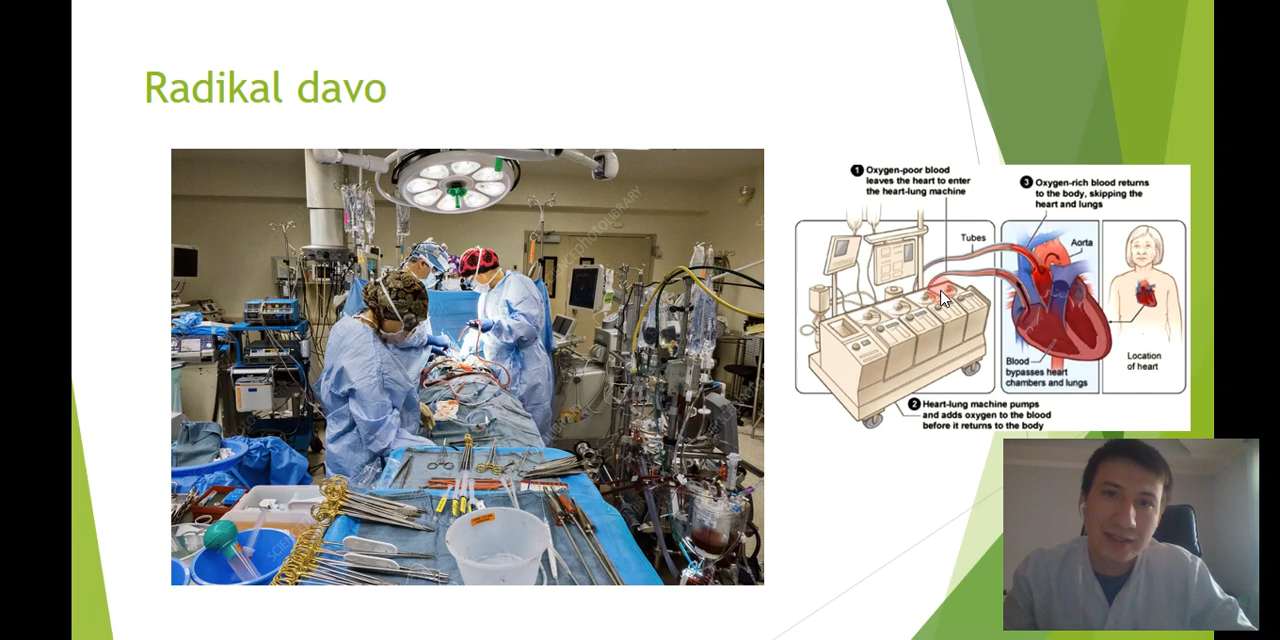 Radikal davo
SCIENCEphotoLIBRARY
1 Oxygen-poor blood
leaves the heart to enter
the heart-lung machine
3 Oxygen-rich blood returns
to the body, skipping the
heart and lungs
Tubes
Aorta
Blood
bypasses heart
chambers and lungs
Location
of heart
2 Heart-lung machine pumps
and adds oxygen to the blood
before it returns to the body